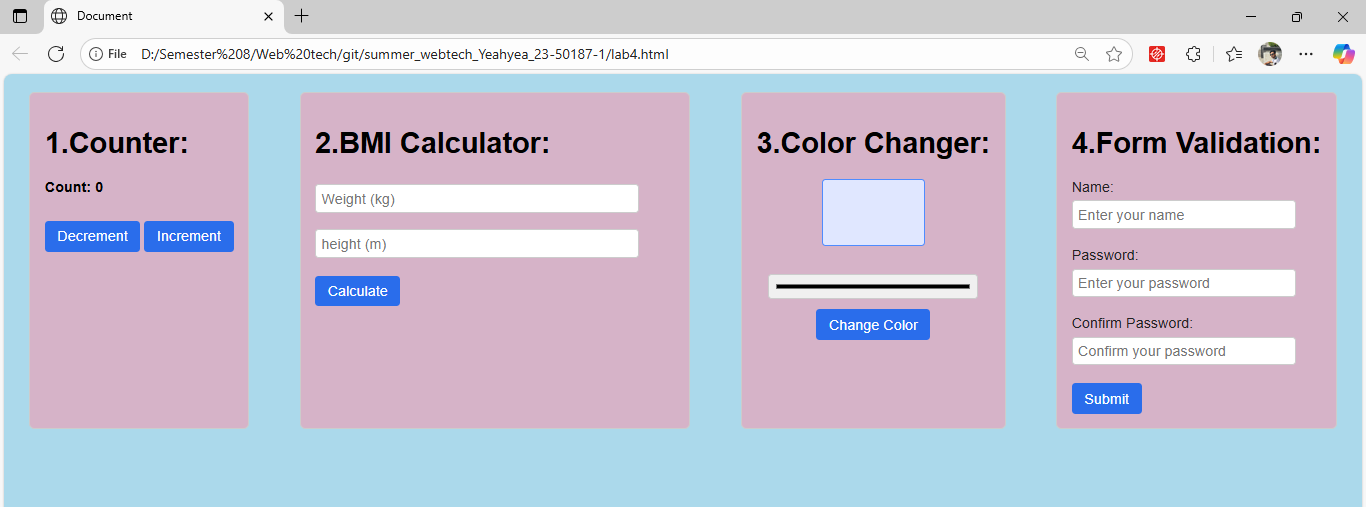 Document
File D:/Semester%208/Web%20tech/git/summer_webtech_Yeahyea_23-50187-1/lab4.html
1.Counter:
Count: 0
Decrement Increment
2.BMI Calculator:
Weight (kg)
height (m)
Calculate
3.Color Changer:
Change Color
4.Form Validation:
Name:
Enter your name
Password:
Enter your password
Confirm Password:
Confirm your password
Submit